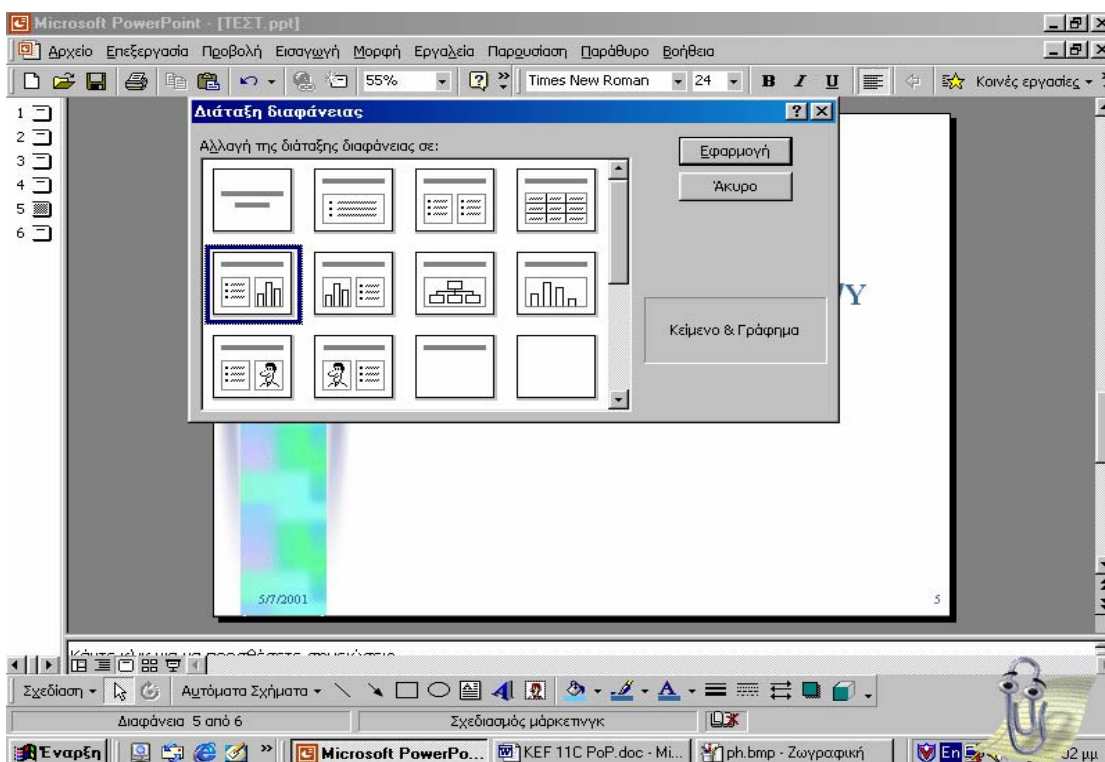 Microsoft PowerPoint - [ΤΕΣΤ.ppt]
Αρχείο Επεξεργασία Προβολή Εισαγωγή Μορφή Εργαλεία Παρουσίαση Παράθυρο Βοήθεια
55% Times New Roman 24 B I U Κοινές εργασίες
1
2
3
4
5
6
Διάταξη διαφάνειας
Αλλαγή της διάταξης διαφάνειας σε:
Εφαρμογή
Άκυρο
Κείμενο & Γράφημα
Υ
5/7/2001
5
Σχεδίαση Αυτόματα Σχήματα
Διαφάνεια 5 από 6 Σχεδιασμός μάρκετινγκ
Έναρξη » Microsoft PowerPo... KEF 11C PoP.doc - Mi... ph.bmp - Ζωγραφική En μμ